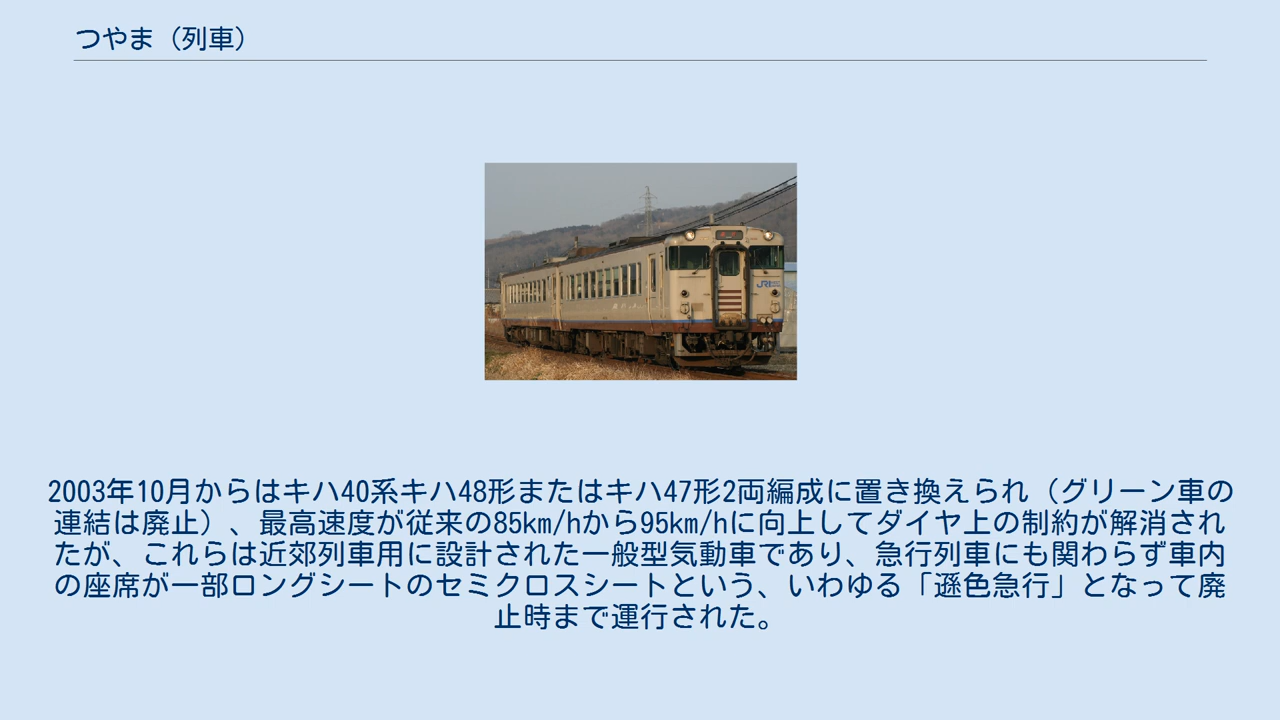 つやま（列車）
JR
2003年10月からはキハ40系キハ48形またはキハ47形2両編成に置き換えられ（グリーン車の
連結は廃止）、最高速度が従来の85km/hから95km/hに向上してダイヤ上の制約が解消され
たが、これらは近郊列車用に設計された一般型気動車であり、急行列車にも関わらず車内
の座席が一部ロングシートのセミクロスシートという、いわゆる「遜色急行」となって廃
止時まで運行された。